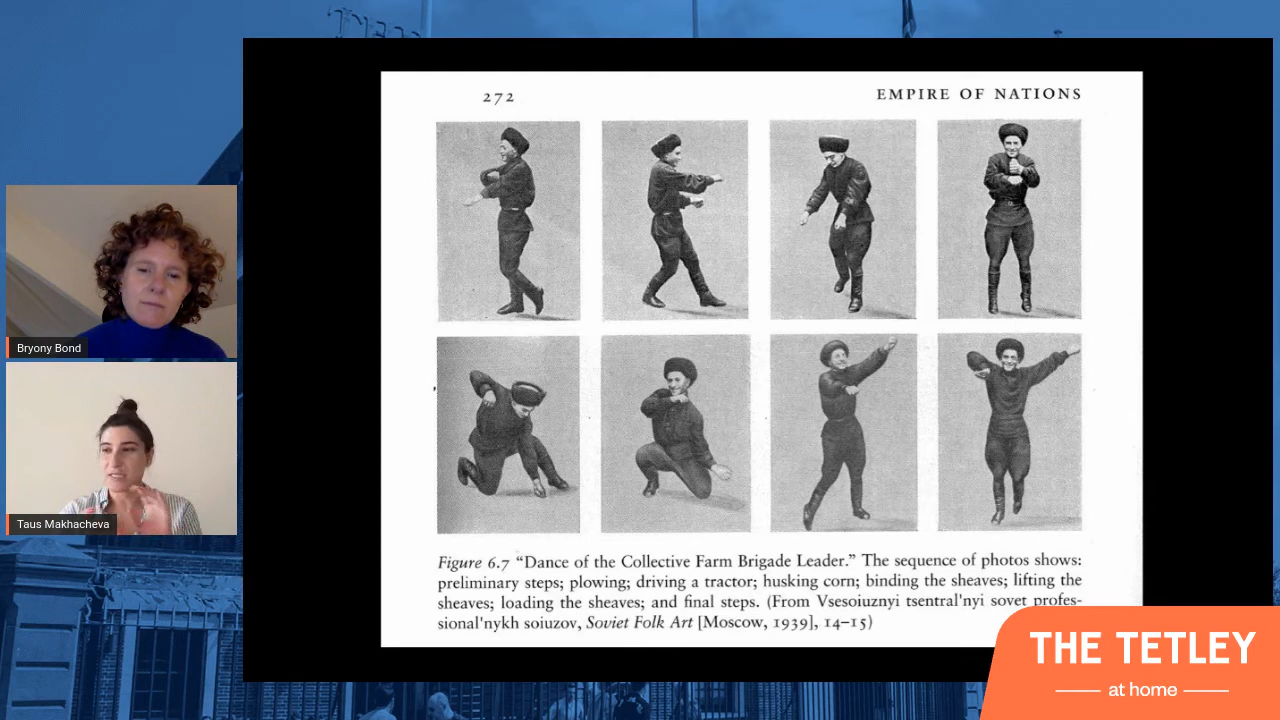 272
EMPIRE OF NATIONS
Figure 6.7 “Dance of the Collective Farm Brigade Leader.” The sequence of photos shows:
preliminary steps; plowing; driving a tractor; husking corn; binding the sheaves; lifting the
sheaves; loading the sheaves; and final steps. (From Vsesoiuznyi tsentral'nyi sovet profes-
sional'nykh soiuzov, Soviet Folk Art [Moscow, 1939], 14–15)
Bryony Bond
Taus Makhacheva
THE TETLEY
at home